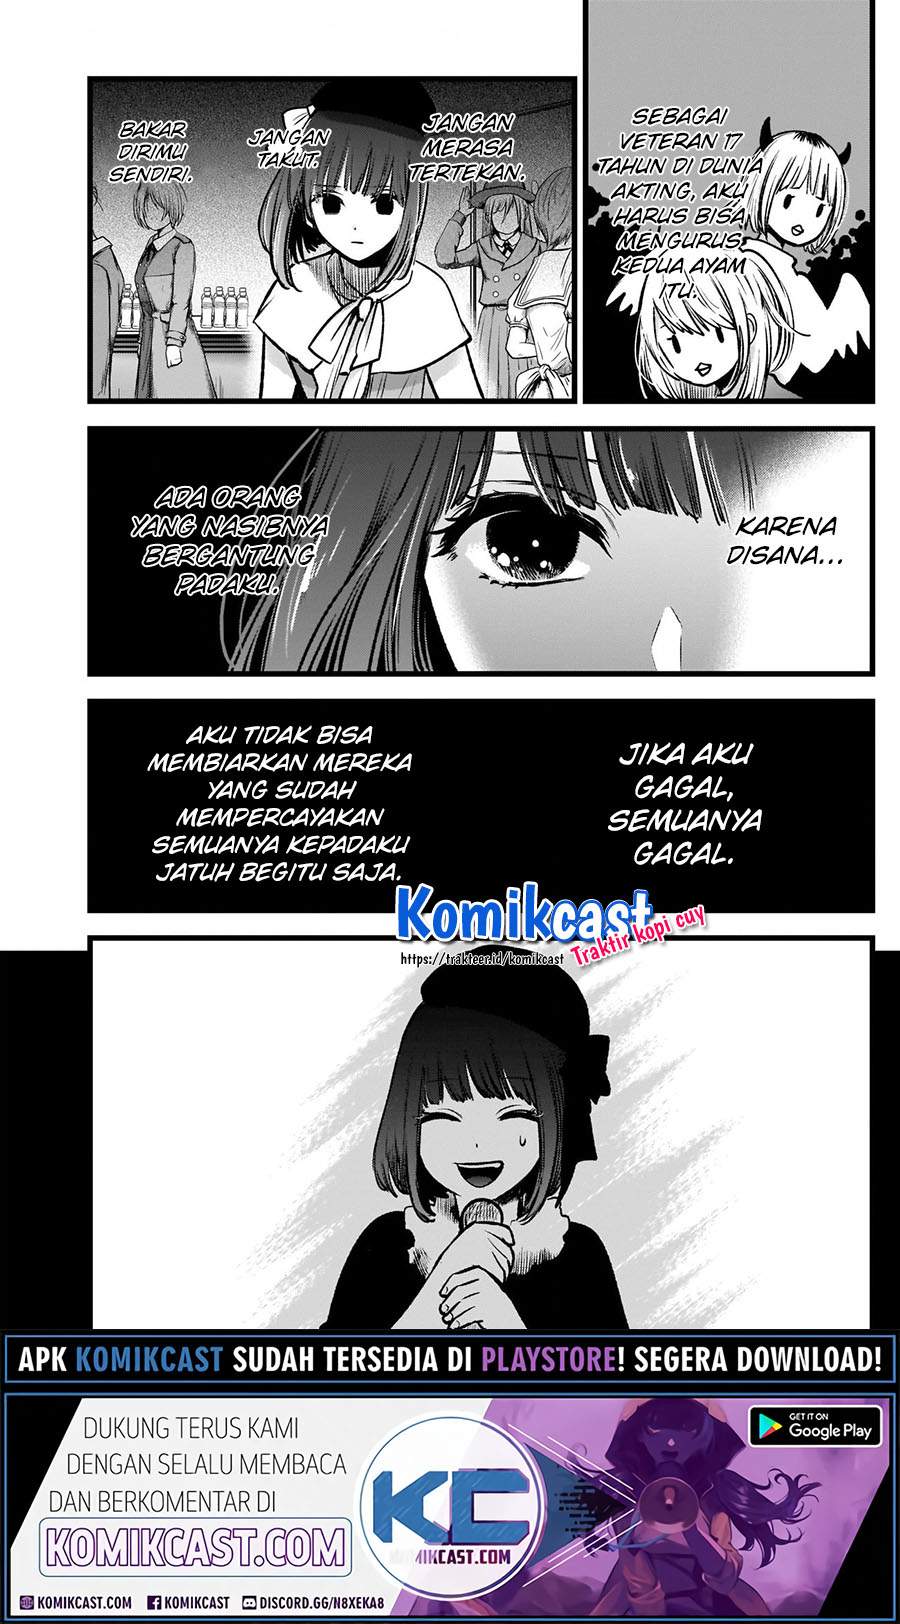 SEBAGAI
VETERAN 17
TAHUN DI DUNIA
AKTING, AKU
HARUS BISA
MENGURUS
KEDUA AYAM
ITU.
JANGAN
MERASA
TERTEKAN.
JANGAN
TAKUT.
BAKAR
DIRIMU
SENDIRI.
KARENA
DISANA...
ADA ORANG
YANG NASIBNYA
BERGANTUNG
PADAKU.
JIKA AKU
GAGAL,
SEMUANYA
GAGAL.
AKU TIDAK BISA
MEMBIARKAN MEREKA
YANG SUDAH
MEMPERCAYAKAN
SEMUANYA KEPADAKU
JATUH BEGITU SAJA.
Komikcast
Traktir kopi cuy
https://trakteer.id/komikcast
APK KOMIKCAST SUDAH TERSEDIA DI PLAYSTORE! SEGERA DOWNLOAD!
DUKUNG TERUS KAMI
DENGAN SELALU MEMBACA
DAN BERKOMENTAR DI
KOMIKCAST.COM
KC
KOMIKCAST.COM
GET IT ON
Google Play
KOMIKCAST.COM
KOMIKCAST.COM
DISCORD.GG/N8XEKA8